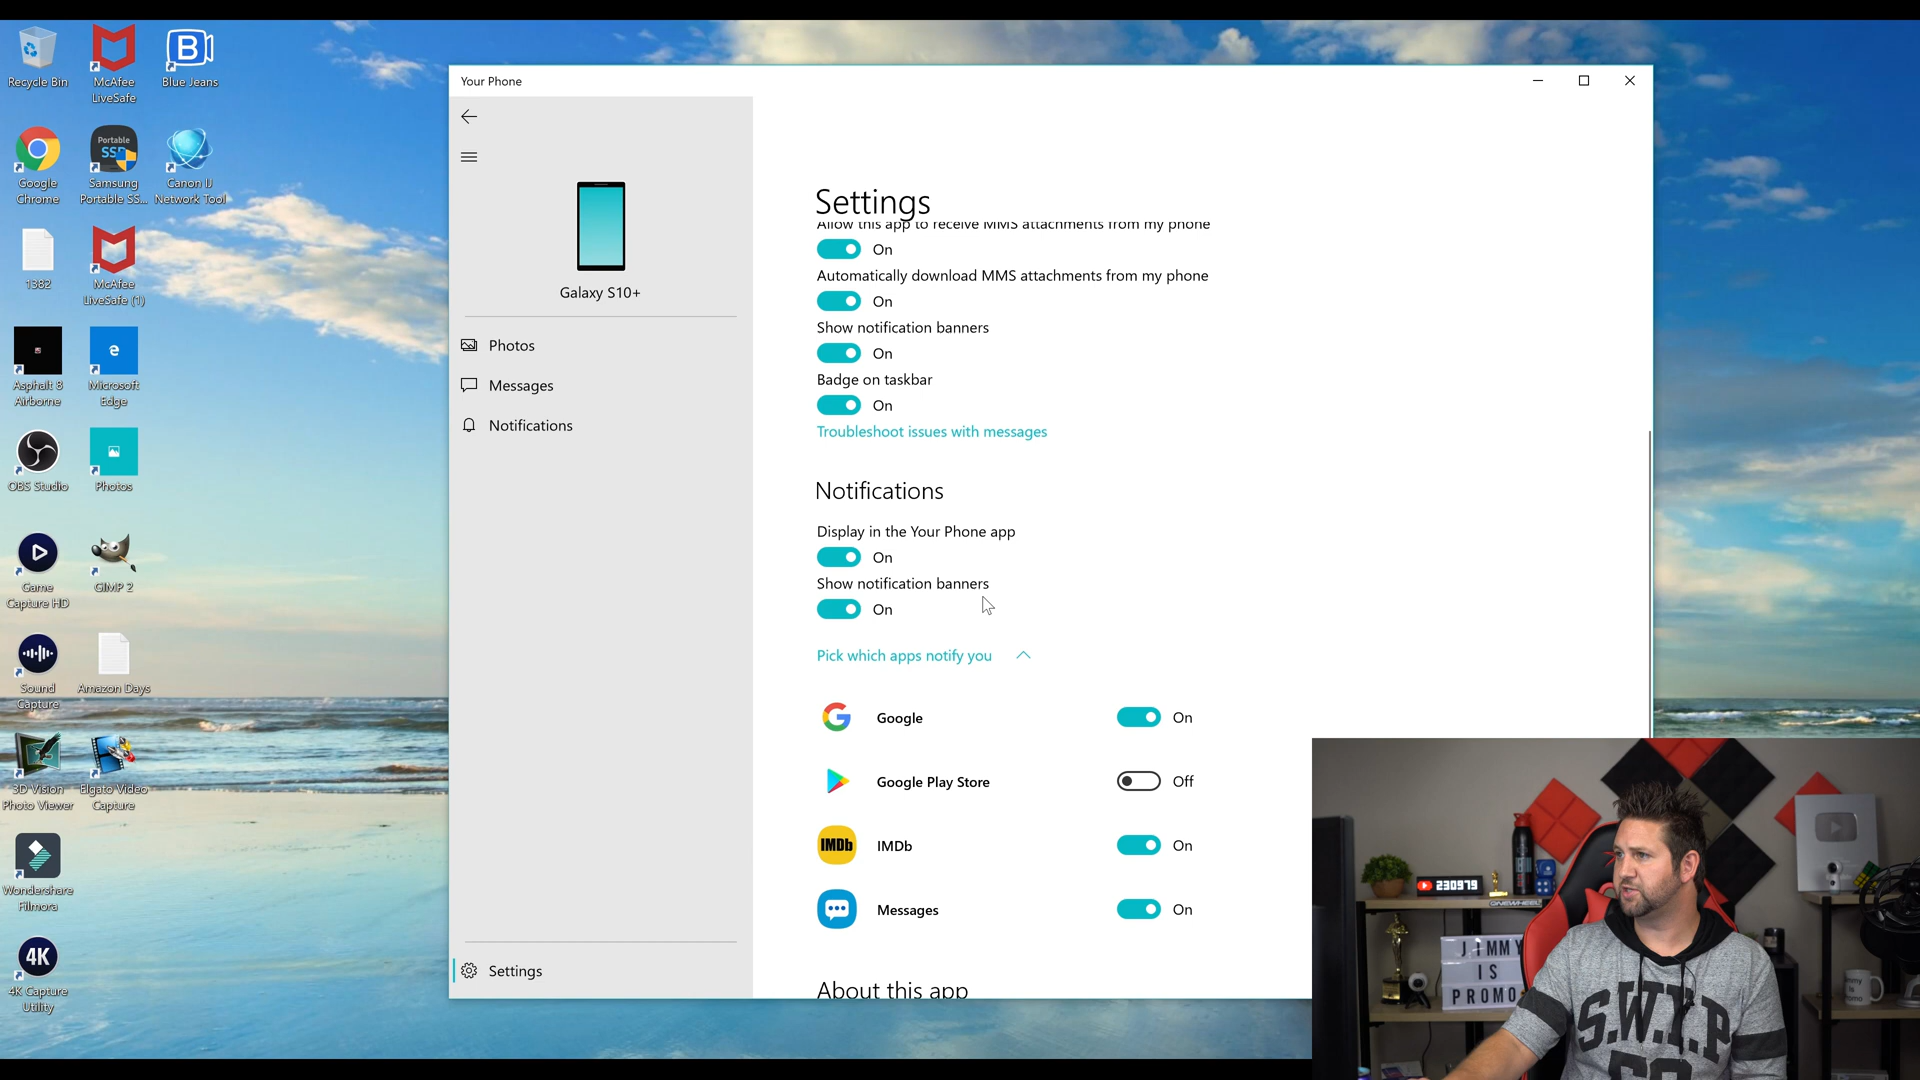 Recycle Bin
McAfee
LiveSafe
B
Blue Jeans
Google
Chrome
Portable
SSD
Samsung
Portable SS...
Canon IJ
Network Tool
1382
McAfee
LiveSafe (1)
Asphalt 8
Airborne
Microsoft
Edge
OBS Studio
Photos
Game
Capture HD
GIMP 2
Sound
Capture
Amazon Days
3D Vision
Photo Viewer
Elgato Video
Capture
Wondershare
Filmora
4K
4K Capture
Utility
Your Phone
Galaxy S10+
Photos
Messages
Notifications
Settings
Settings
Allow this app to receive MMS attachments from my phone
On
Automatically download MMS attachments from my phone
On
Show notification banners
On
Badge on taskbar
On
Troubleshoot issues with messages
Notifications
Display in the Your Phone app
On
Show notification banners
On
Pick which apps notify you
Google
On
Google Play Store
Off
IMDb
IMDb
On
Messages
On
About this app
230979
ONEWHEEL
JIMMY
IS
PROMO
S.W.Y.P